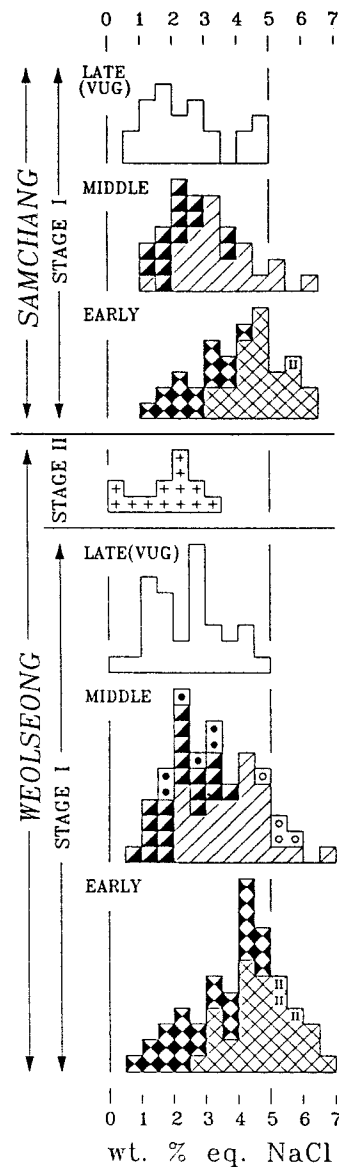 0 1 2 3 4 5 6 7
LATE
(VUG)
MIDDLE
EARLY
SAMCHANG
STAGE I
II
STAGE II
LATE(VUG)
MIDDLE
EARLY
WEOLSEONG
STAGE I
II
II
II
0 1 2 3 4 5 6 7
wt. % eq. NaCl